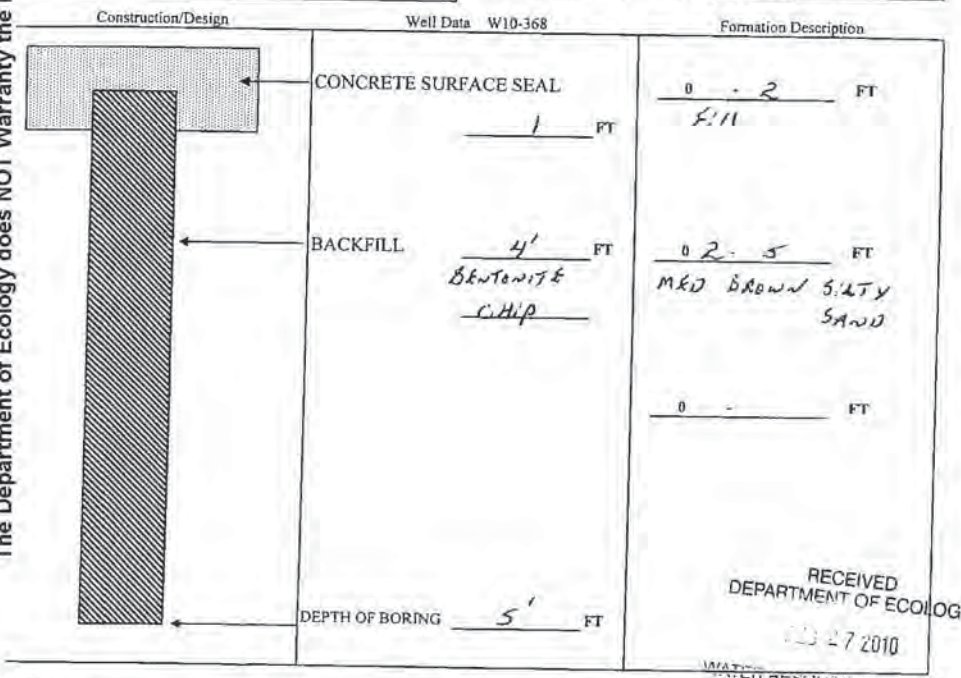 The Department of Ecology does NOT Warranty the
Construction/Design
Well Data W10-368
Formation Description
CONCRETE SURFACE SEAL
1 FT
0 - 2 FT
Fill
BACKFILL 4' FT
BENTONITE
CHIP
0 2 - 5 FT
MED BROWN SILTY
SAND
0 - FT
DEPTH OF BORING 5' FT
RECEIVED
DEPARTMENT OF ECOLOG
27 2010